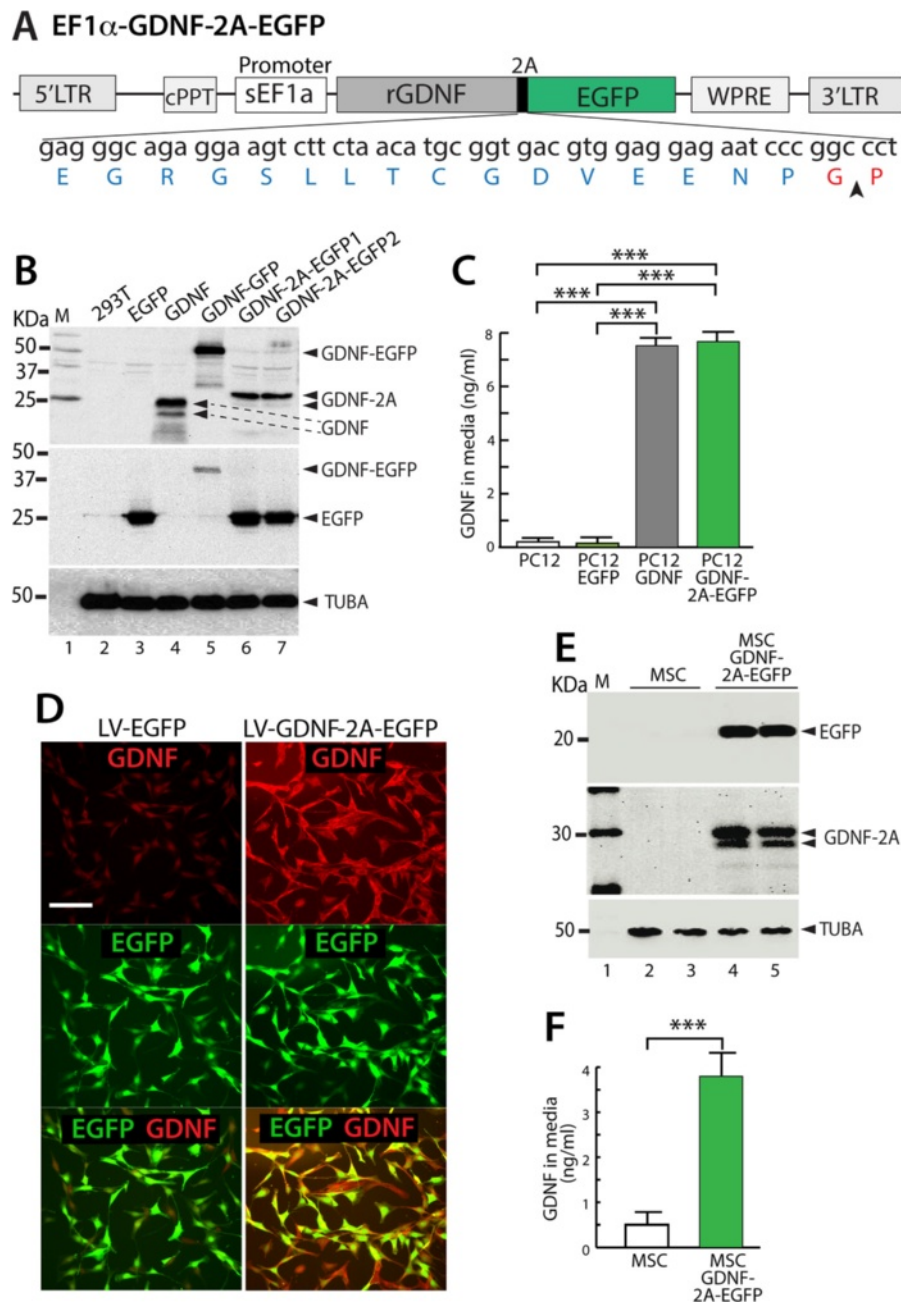 A EF1α-GDNF-2A-EGFP
Promoter 2A
5'LTR cPPT sEF1a rGDNF EGFP WPRE 3'LTR
gag ggc aga gga agt ctt cta aca tgc ggt gac gtg gag gag aat ccc ggc cct
E G R G S L L T C G D V E E N P G P
B
KDa M 293T EGFP GDNF GDNF-GFP GDNF-2A-EGFP1 GDNF-2A-EGFP2
50 GDNF-EGFP
37
GDNF-2A
25
GDNF
50
37 GDNF-EGFP
25 EGFP
50 TUBA
1 2 3 4 5 6 7
C
***
***
***
***
GDNF in media (ng/ml)
8
6
4
2
0
PC12
PC12 EGFP
PC12 GDNF
PC12 GDNF-2A-EGFP
D
LV-EGFP LV-GDNF-2A-EGFP
GDNF GDNF
EGFP EGFP
EGFP GDNF EGFP GDNF
E
MSC
GDNF-
2A-EGFP
KDa M MSC
EGFP
20
30 GDNF-2A
50 TUBA
1 2 3 4 5
F
***
GDNF in media
(ng/ml)
4
3
2
1
0
MSC
MSC
GDNF-
2A-EGFP